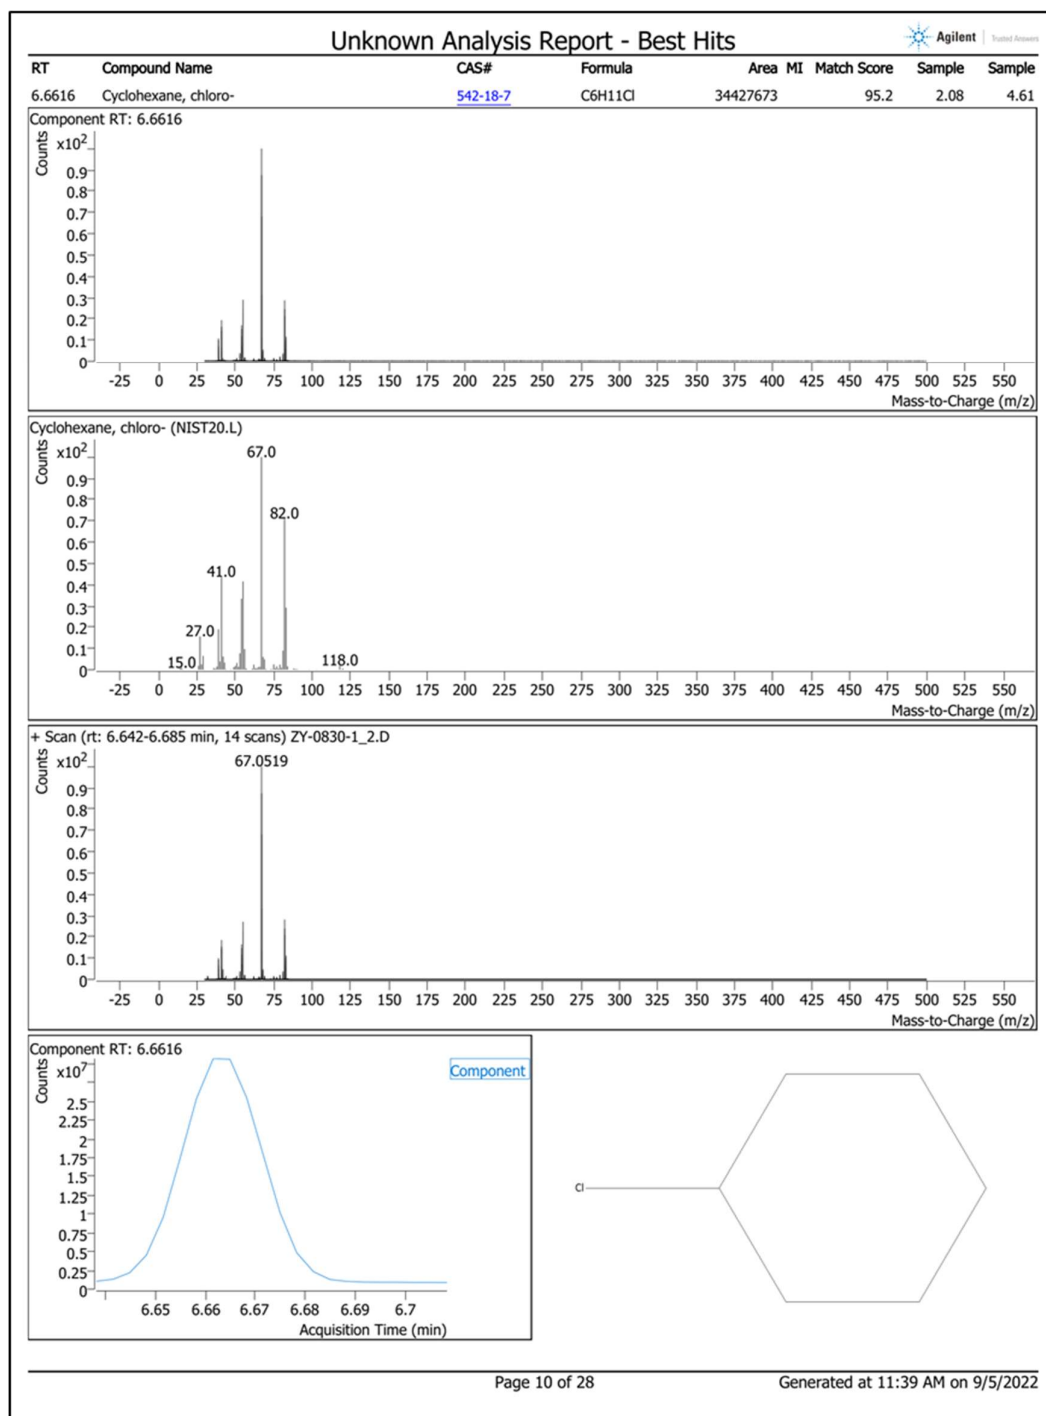 Unknown Analysis Report - Best Hits
Agilent Trusted Answers
RT Compound Name CAS# Formula Area MI Match Score Sample Sample
6.6616 Cyclohexane, chloro- 542-18-7 C6H11Cl 34427673 95.2 2.08 4.61
Component RT: 6.6616
Counts
x10²
0.9
0.8
0.7
0.6
0.5
0.4
0.3
0.2
0.1
0
-25 0 25 50 75 100 125 150 175 200 225 250 275 300 325 350 375 400 425 450 475 500 525 550
Mass-to-Charge (m/z)
Cyclohexane, chloro- (NIST20.L)
Counts
x10²
67.0
0.9
0.8
82.0
0.7
0.6
0.5
41.0
0.4
0.3
0.2
27.0
0.1
15.0
118.0
0
-25 0 25 50 75 100 125 150 175 200 225 250 275 300 325 350 375 400 425 450 475 500 525 550
Mass-to-Charge (m/z)
+ Scan (rt: 6.642-6.685 min, 14 scans) ZY-0830-1_2.D
Counts
x10²
67.0519
0.9
0.8
0.7
0.6
0.5
0.4
0.3
0.2
0.1
0
-25 0 25 50 75 100 125 150 175 200 225 250 275 300 325 350 375 400 425 450 475 500 525 550
Mass-to-Charge (m/z)
Component RT: 6.6616
Counts
x10⁷
Component
2.5
2.25
2
1.75
1.5
1.25
1
0.75
0.5
0.25
0
6.65 6.66 6.67 6.68 6.69 6.7
Acquisition Time (min)
Cl
Page 10 of 28 Generated at 11:39 AM on 9/5/2022